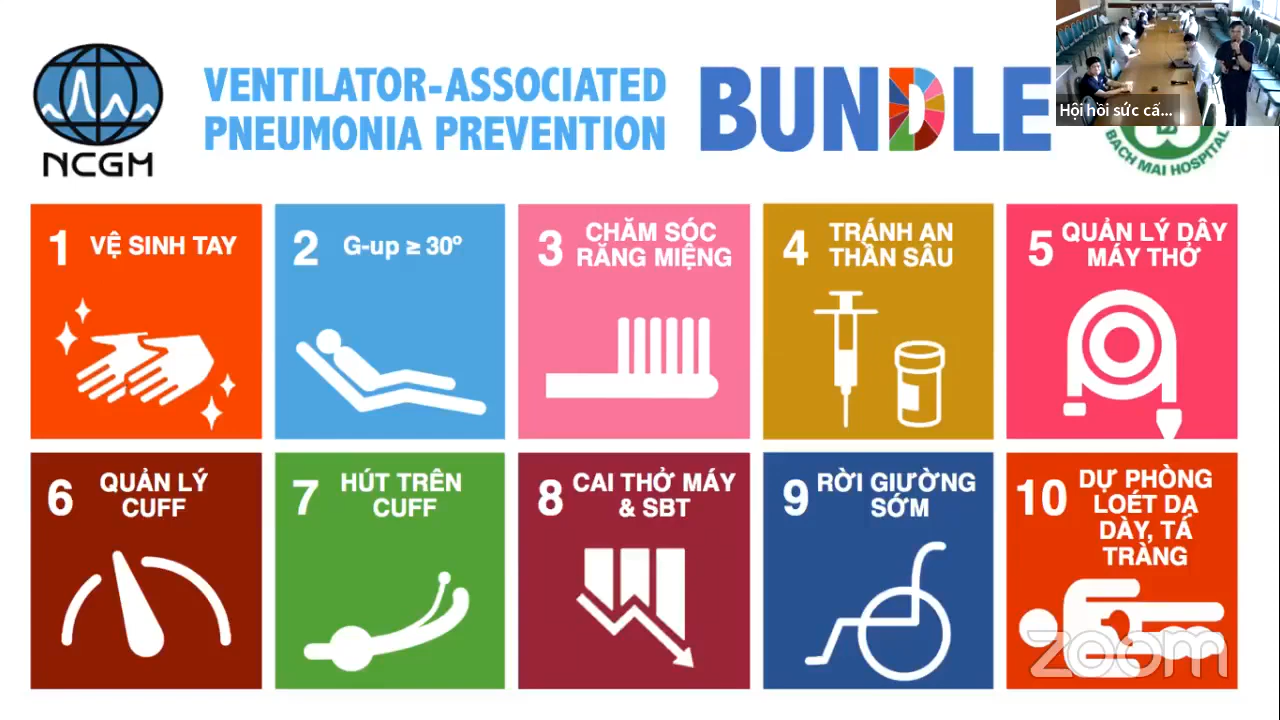 NCGM
VENTILATOR-ASSOCIATED
PNEUMONIA PREVENTION
BUNDLE
Hội hồi sức cấ...
BACH MAI HOSPITAL
1 VỆ SINH TAY
2 G-up ≥ 30º
3 CHĂM SÓC
RĂNG MIỆNG
4 TRÁNH AN
THẦN SÂU
5 QUẢN LÝ DÂY
MÁY THỞ
6 QUẢN LÝ
CUFF
7 HÚT TRÊN
CUFF
8 CAI THỞ MÁY
& SBT
9 RỜI GIƯỜNG
SỚM
10 DỰ PHÒNG
LOÉT DẠ
DÀY, TÁ
TRÀNG
zoom